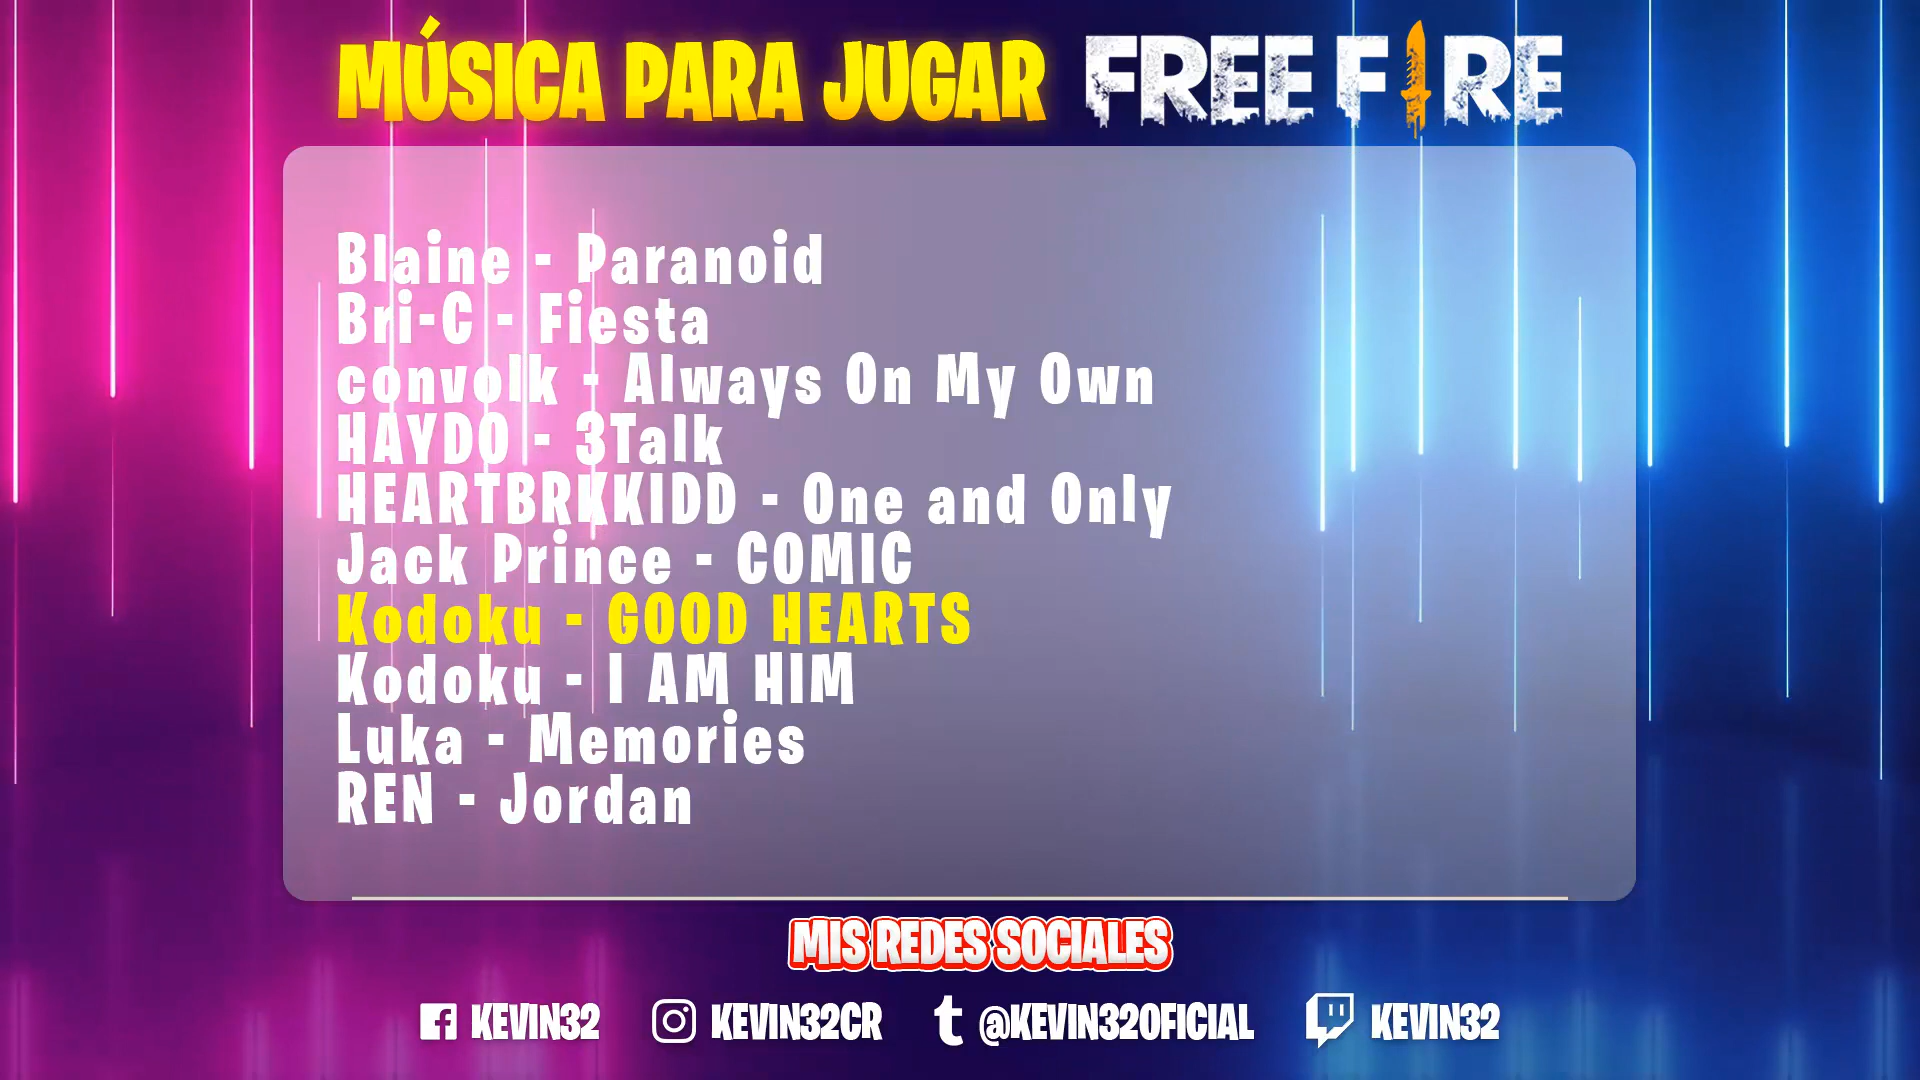 MÚSICA PARA JUGAR FREE FIRE
Blaine - Paranoid
Bri-C - Fiesta
convolk - Always On My Own
HAYDO - 3Talk
HEARTBRKKIDD - One and Only
Jack Prince - COMIC
Kodoku - GOOD HEARTS
Kodoku - I AM HIM
Luka - Memories
REN - Jordan
MIS REDES SOCIALES
KEVIN32 KEVIN32CR @KEVIN32OFICIAL KEVIN32